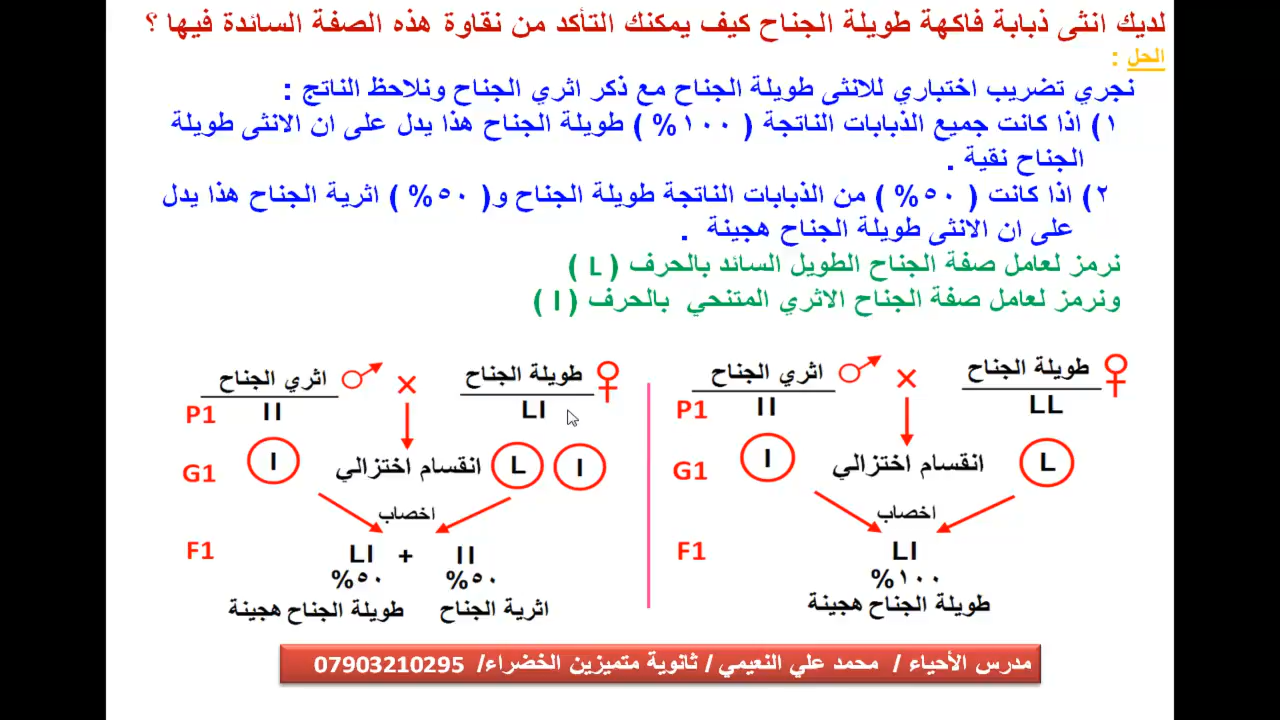 لديك انثى ذبابة فاكهة طويلة الجناح كيف يمكنك التأكد من نقاوة هذه الصفة السائدة فيها ؟
الحل :
نجري تضريب اختباري للانثى طويلة الجناح مع ذكر اثري الجناح ونلاحظ الناتج :
١) اذا كانت جميع الذبابات الناتجة ( ١٠٠ %) طويلة الجناح هذا يدل على ان الانثى طويلة
الجناح نقية .
٢) اذا كانت ( ٥٠ %) من الذبابات الناتجة طويلة الجناح و( ٥٠ %) اثرية الجناح هذا يدل
على ان الانثى طويلة الجناح هجينة .
نرمز لعامل صفة الجناح الطويل السائد بالحرف ( L )
ونرمز لعامل صفة الجناح الاثري المتنحي بالحرف ( l )
♀ طويلة الجناح × ♂ اثري الجناح
P1 LL ll
G1 L انقسام اختزالي l
اخصاب
F1 Ll
%١٠٠
طويلة الجناح هجينة
♀ طويلة الجناح × ♂ اثري الجناح
P1 Ll ll
G1 l L انقسام اختزالي l
اخصاب
F1 Ll + ll
%٥٠ %٥٠
اثرية الجناح طويلة الجناح هجينة
مدرس الأحياء / محمد علي النعيمي / ثانوية متميزين الخضراء/ 07903210295